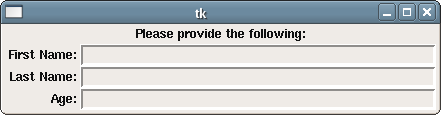 tk
Please provide the following:
First Name:
Last Name:
Age: